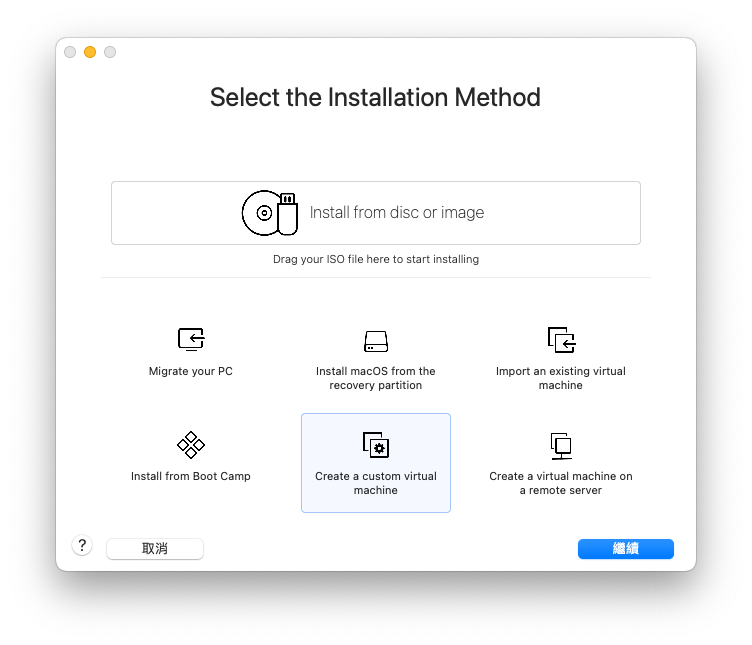 Select the Installation Method
Install from disc or image
Drag your ISO file here to start installing
Migrate your PC
Install macOS from the
recovery partition
Import an existing virtual
machine
Install from Boot Camp
Create a custom virtual
machine
Create a virtual machine on
a remote server
?
取消
繼續